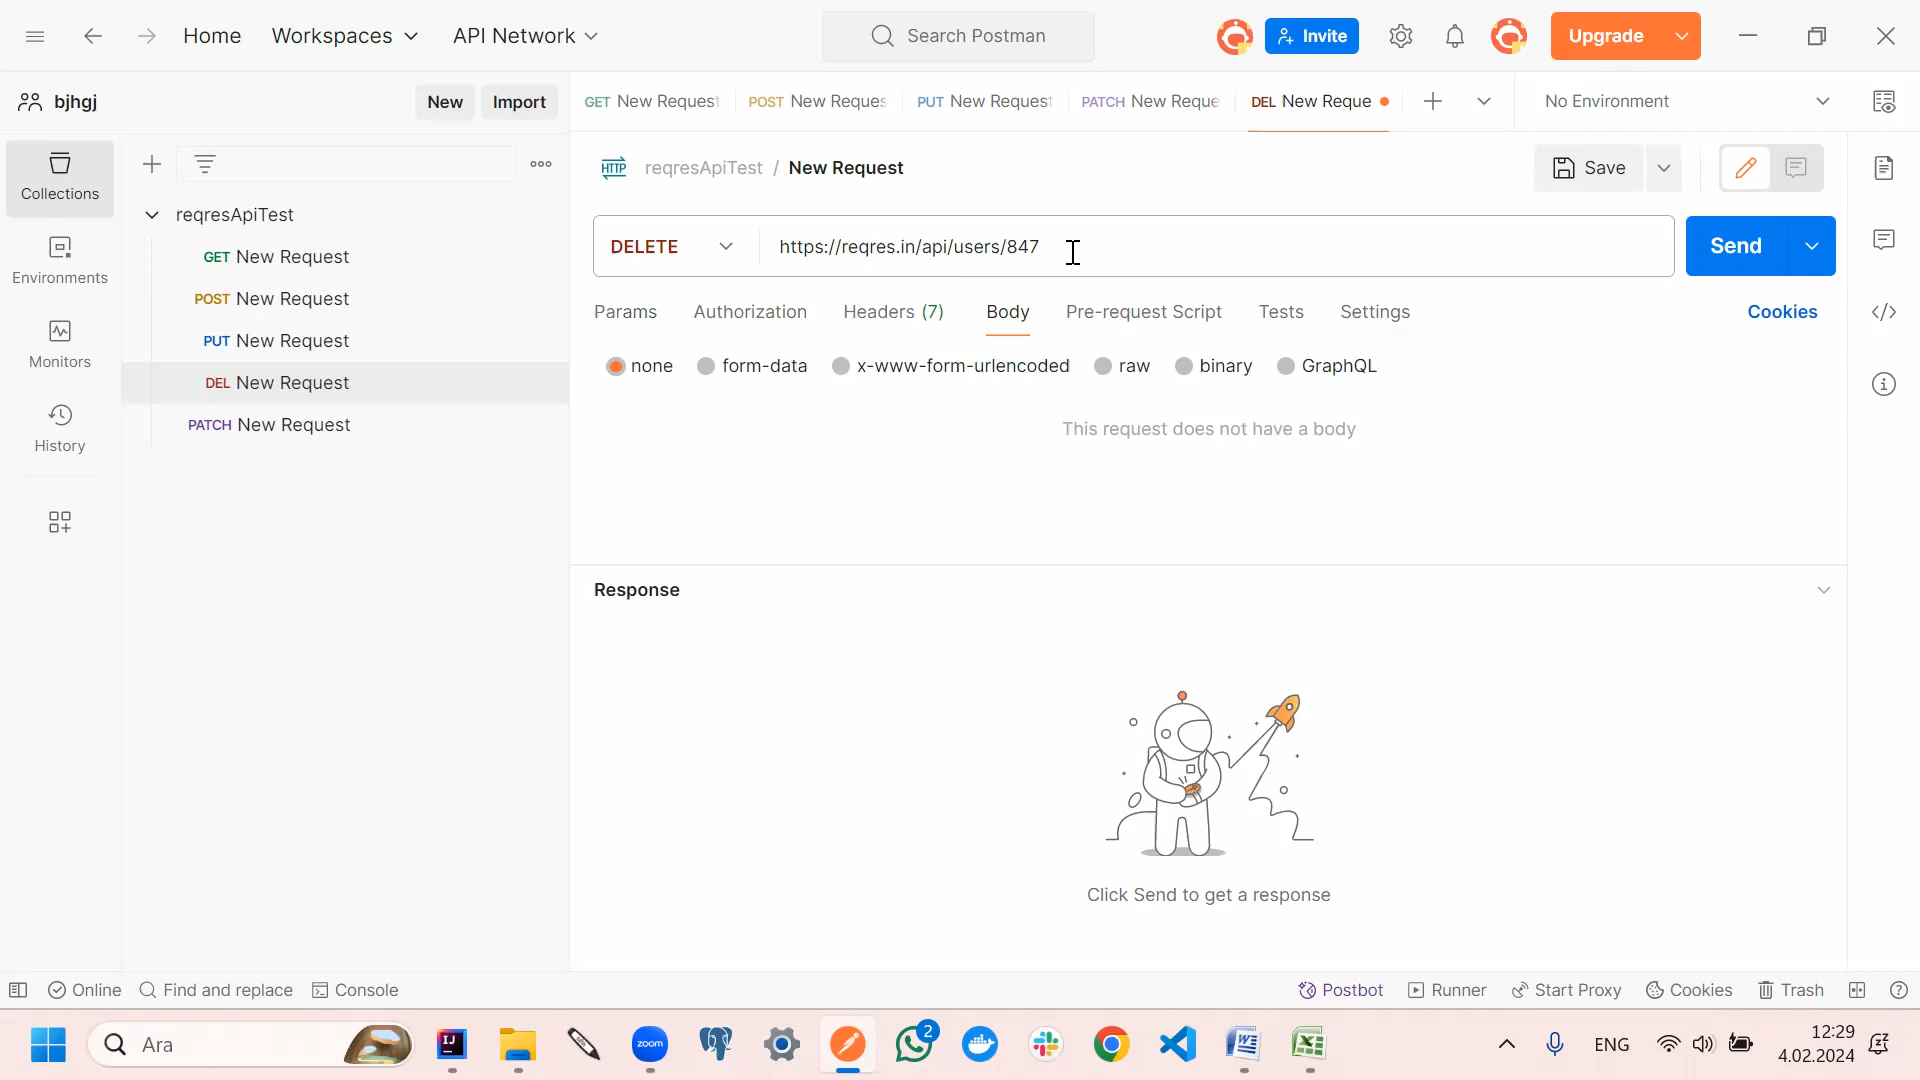 Home
Workspaces
API Network
Search Postman
Invite
Upgrade
bjhgj
New
Import
GET New Request
POST New Reques
PUT New Request
PATCH New Reque
DEL New Reque
No Environment
Collections
Environments
Monitors
History
reqresApiTest
GET New Request
POST New Request
PUT New Request
DEL New Request
PATCH New Request
HTTP
reqresApiTest / New Request
Save
DELETE
https://reqres.in/api/users/847
Send
Params
Authorization
Headers (7)
Body
Pre-request Script
Tests
Settings
Cookies
none
form-data
x-www-form-urlencoded
raw
binary
GraphQL
This request does not have a body
Response
Click Send to get a response
Online
Find and replace
Console
Postbot
Runner
Start Proxy
Cookies
Trash
Ara
IJ
zoom
2
ENG
12:29
4.02.2024